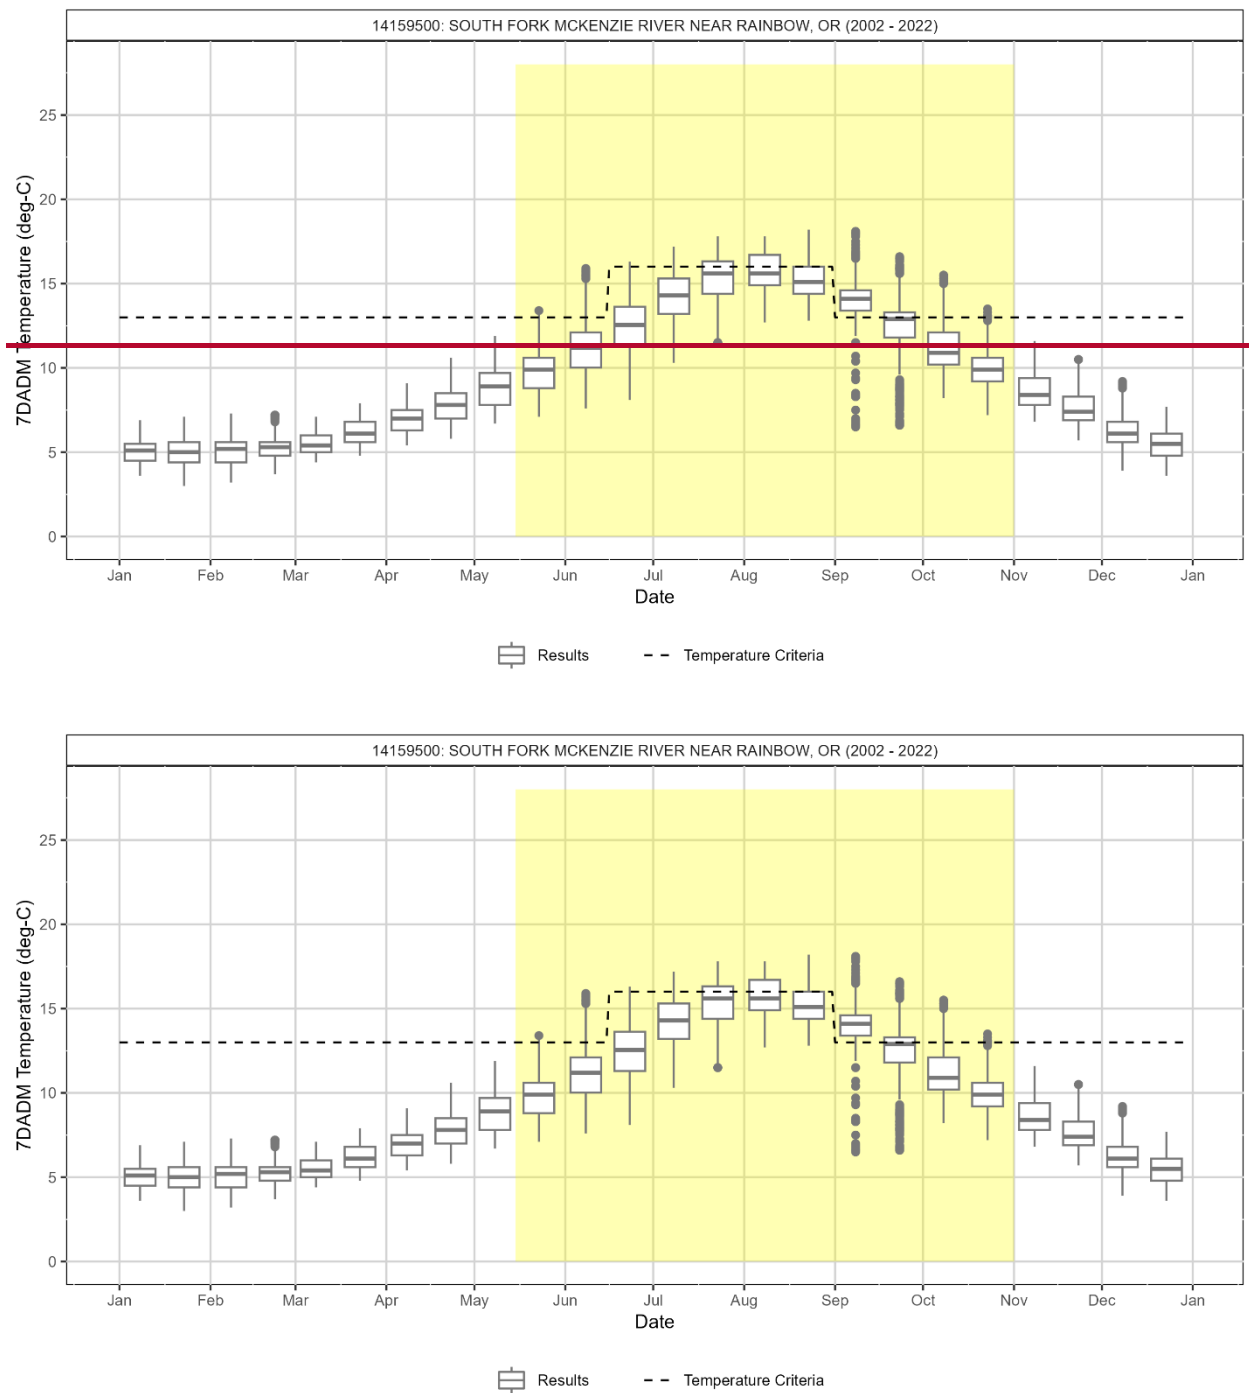 14159500: SOUTH FORK MCKENZIE RIVER NEAR RAINBOW, OR (2002 - 2022)
25
20
15
10
5
0
7DADM Temperature (deg-C)
Jan Feb Mar Apr May Jun Jul Aug Sep Oct Nov Dec Jan
Date
Results Temperature Criteria
14159500: SOUTH FORK MCKENZIE RIVER NEAR RAINBOW, OR (2002 - 2022)
25
20
15
10
5
0
7DADM Temperature (deg-C)
Jan Feb Mar Apr May Jun Jul Aug Sep Oct Nov Dec Jan
Date
Results Temperature Criteria